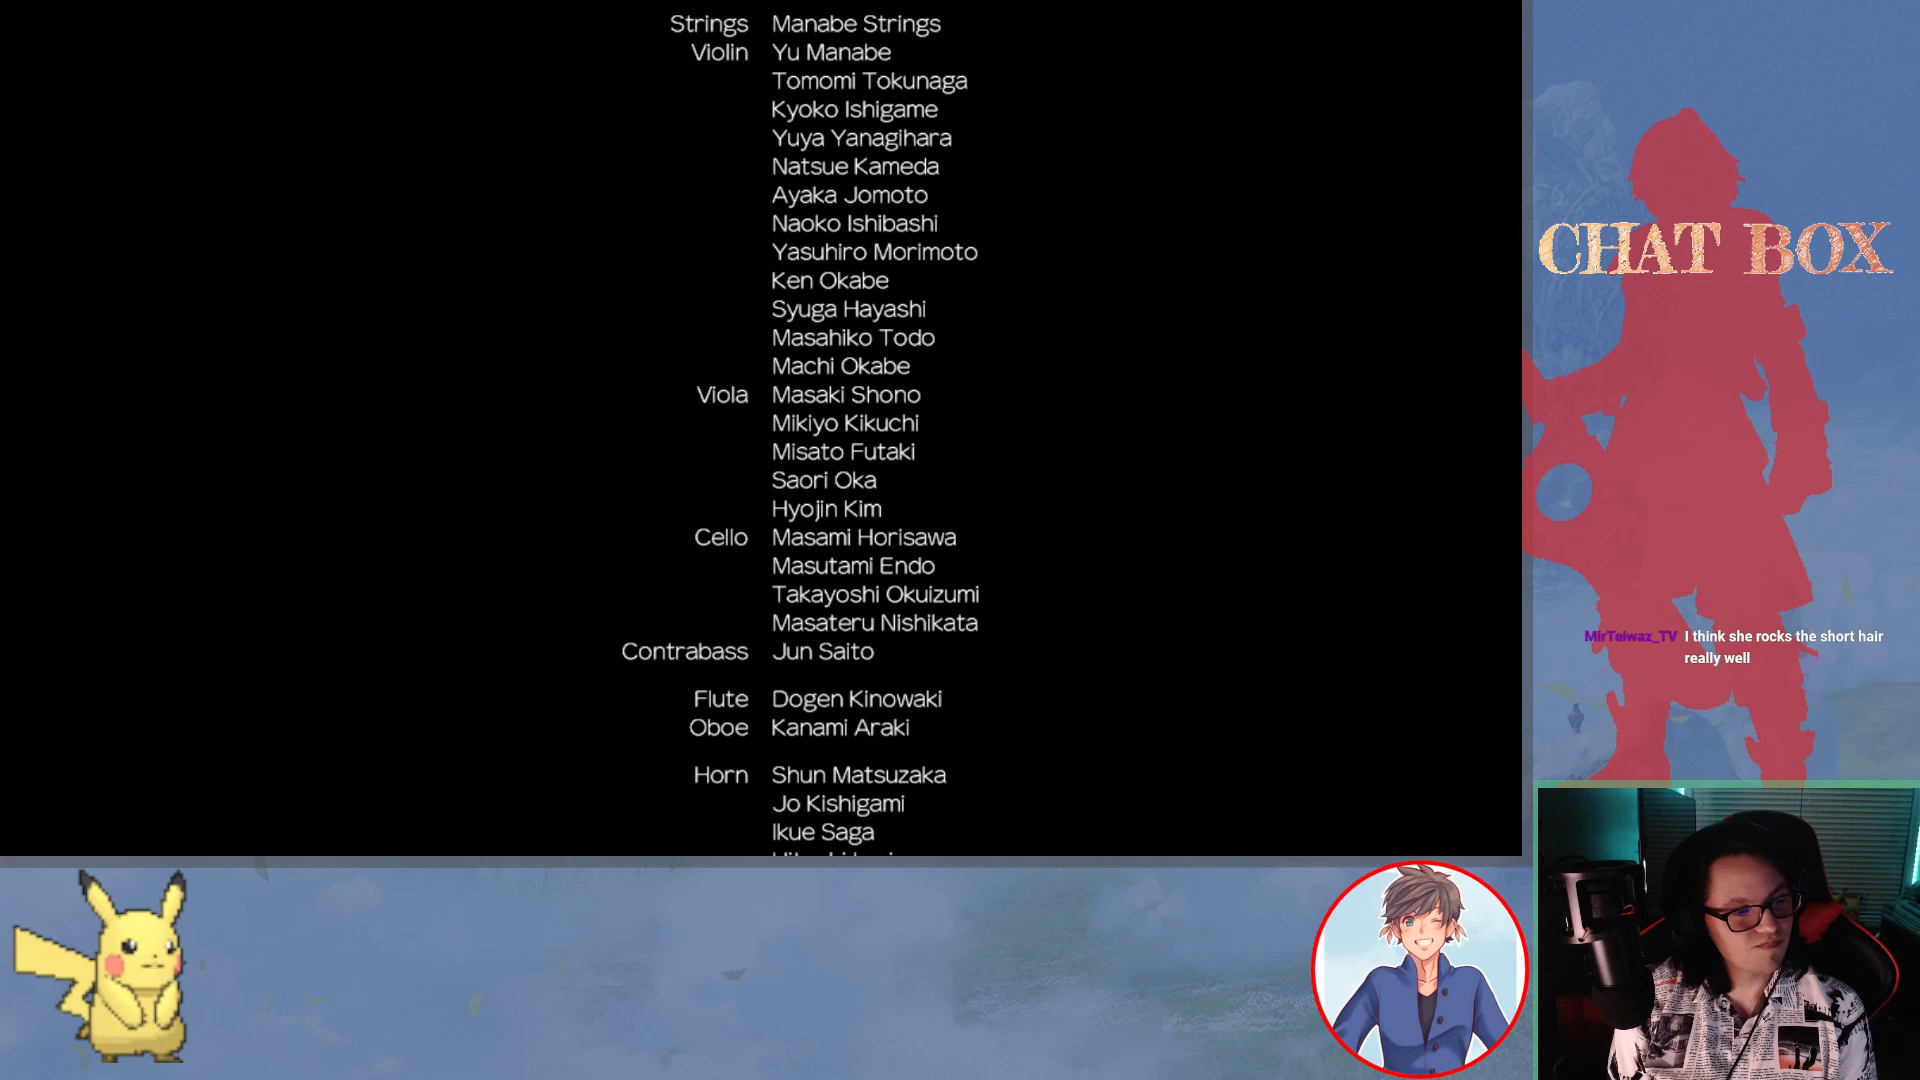 Strings Manabe Strings
Violin Yu Manabe
Tomomi Tokunaga
Kyoko Ishigame
Yuya Yanagihara
Natsue Kameda
Ayaka Jomoto
Naoko Ishibashi
Yasuhiro Morimoto
Ken Okabe
Syuga Hayashi
Masahiko Todo
Machi Okabe
Viola Masaki Shono
Mikiyo Kikuchi
Misato Futaki
Saori Oka
Hyojin Kim
Cello Masami Horisawa
Masutami Endo
Takayoshi Okuizumi
Masateru Nishikata
Contrabass Jun Saito
Flute Dogen Kinowaki
Oboe Kanami Araki
Horn Shun Matsuzaka
Jo Kishigami
Ikue Saga
CHAT BOX
MirTeiwaz_TV I think she rocks the short hair
really well